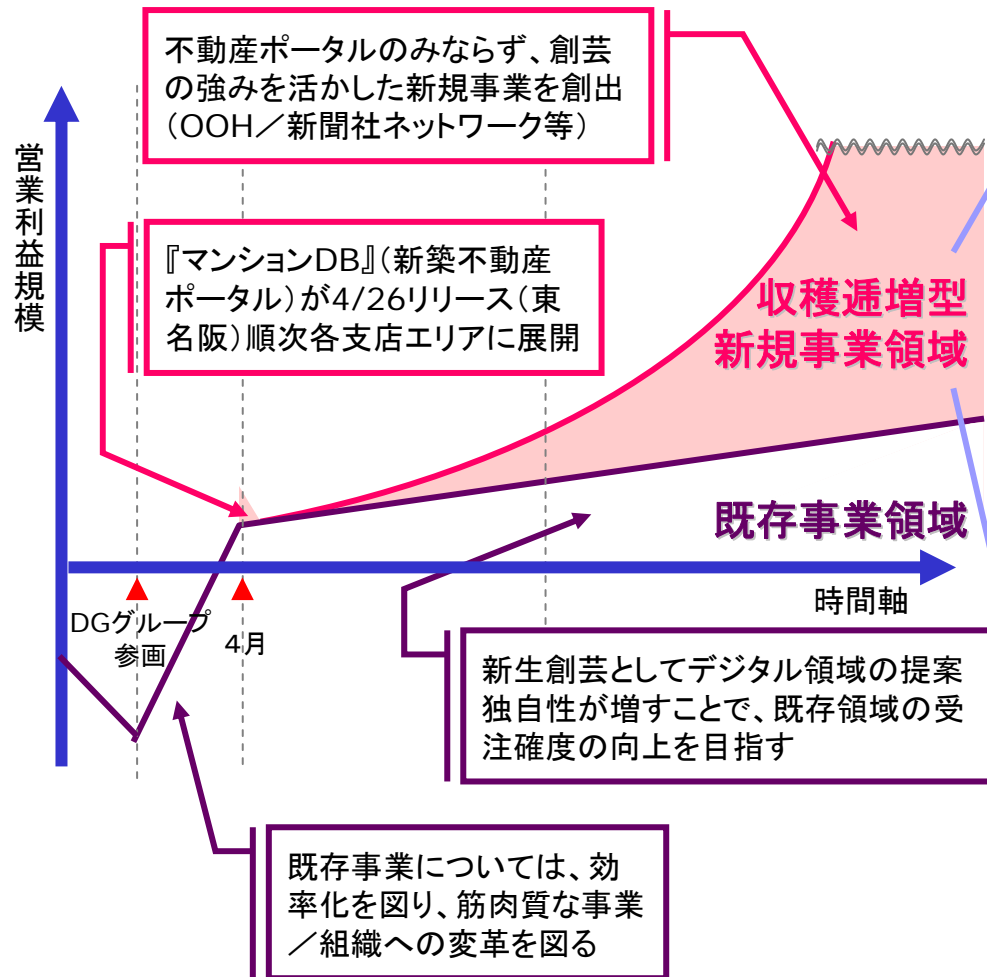 不動産ポータルのみならず、創芸
の強みを活かした新規事業を創出
(OOH／新聞社ネットワーク等)
営業利益規模
『マンションDB』(新築不動産
ポータル)が4/26リリース(東
名阪)順次各支店エリアに展開
収穫逓増型
新規事業領域
既存事業領域
時間軸
DGグループ
参画
4月
新生創芸としてデジタル領域の提案
独自性が増すことで、既存領域の受
注確度の向上を目指す
既存事業については、効
率化を図り、筋肉質な事業
／組織への変革を図る